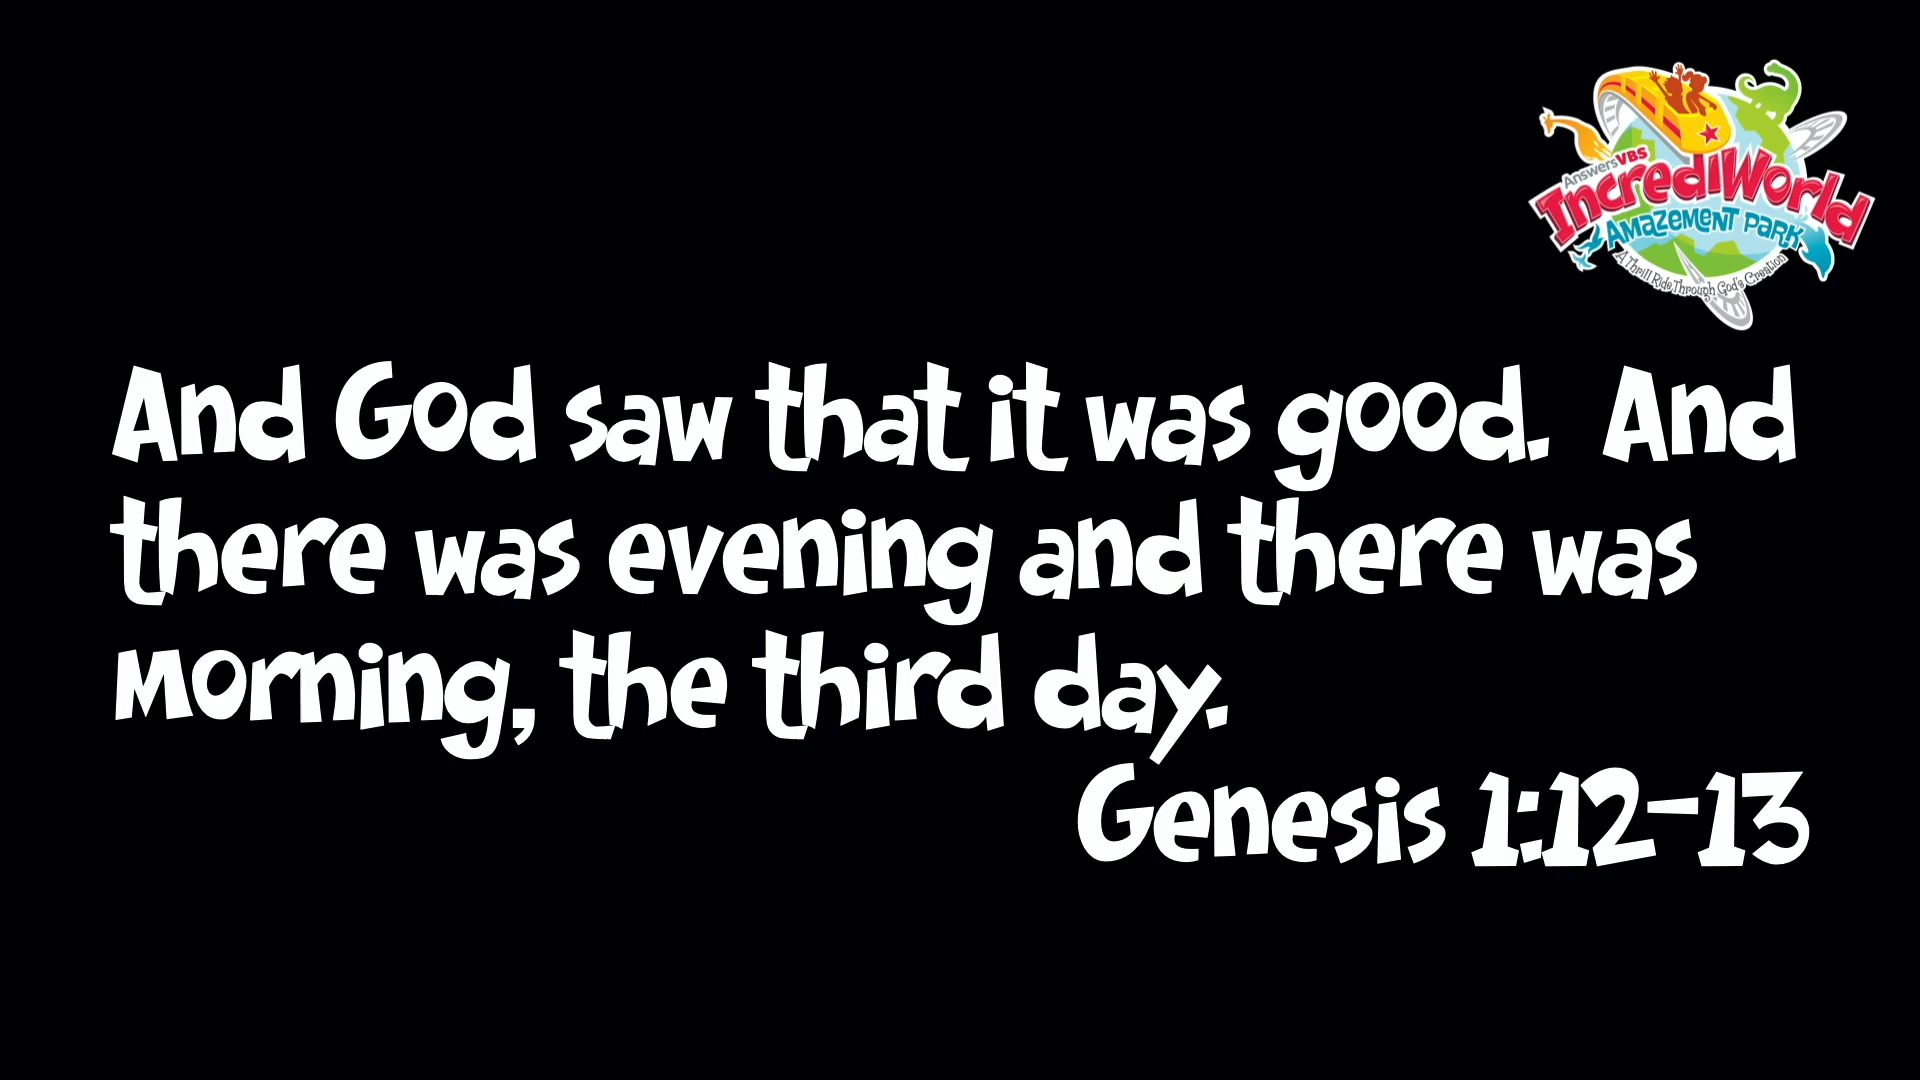 AnswersVBS
IncrediWorld
Amazement Park
A Thrill Ride Through God's Creation
And God saw that it was good.  And
there was evening and there was
morning, the third day.
Genesis 1:12-13